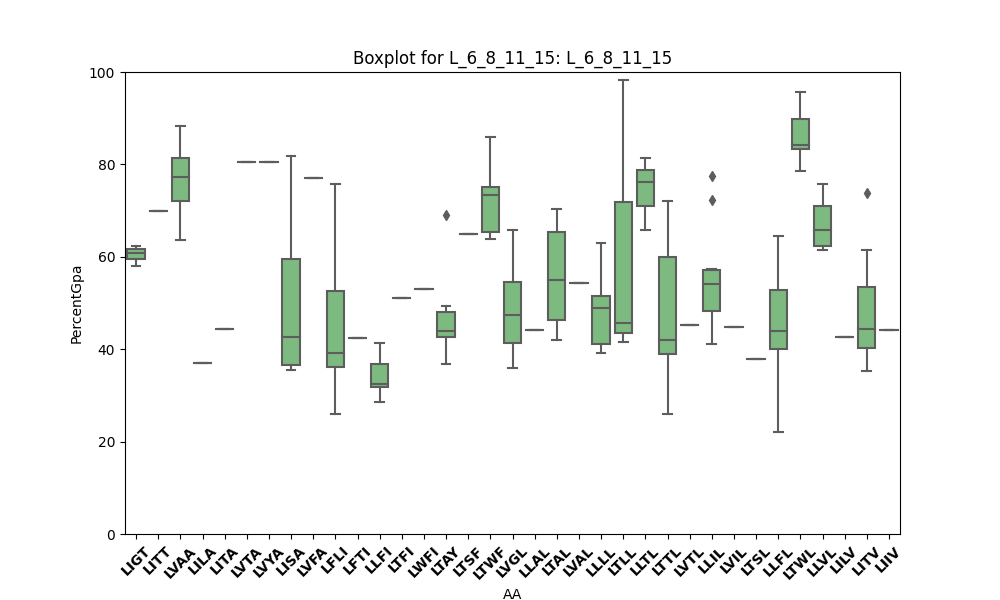 Boxplot for L_6_8_11_15: L_6_8_11_15
100
80
60
40
20
0
PercentGpa
LIGT LITT LVAA LILA LITA LVTA LVYA LISA LVFA LFLI LFTI LLFI LTFI LWFI LTAY LTSF LTWF LVGL LLAL LTAL LVAL LLLL LTLL LLTL LTTL LVTL LLIL LVIL LTSL LLFL LTWL LLVL LILV LITV LIIV
AA